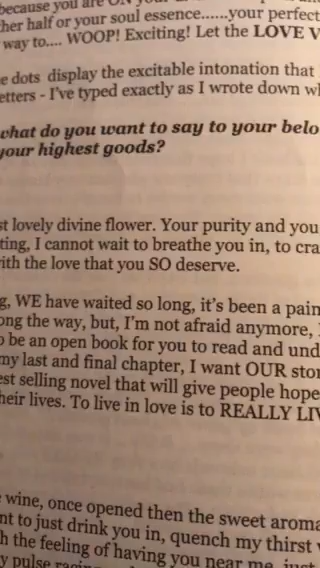 because you are ON
her half or your soul essence......your perfect
way to.... WOOP! Exciting! Let the LOVE V
e dots display the excitable intonation that
etters - I've typed exactly as I wrote down w
what do you want to say to your belo
your highest goods?
st lovely divine flower. Your purity and you
ting, I cannot wait to breathe you in, to cra
with the love that you SO deserve.
g, WE have waited so long, it's been a pain
ong the way, but, I'm not afraid anymore,
o be an open book for you to read and und
my last and final chapter, I want OUR stor
est selling novel that will give people hope
heir lives. To live in love is to REALLY LIV
wine, once opened then the sweet aroma
nt to just drink you in, quench my thirst
h the feeling of having you near me, just
y pulse racing